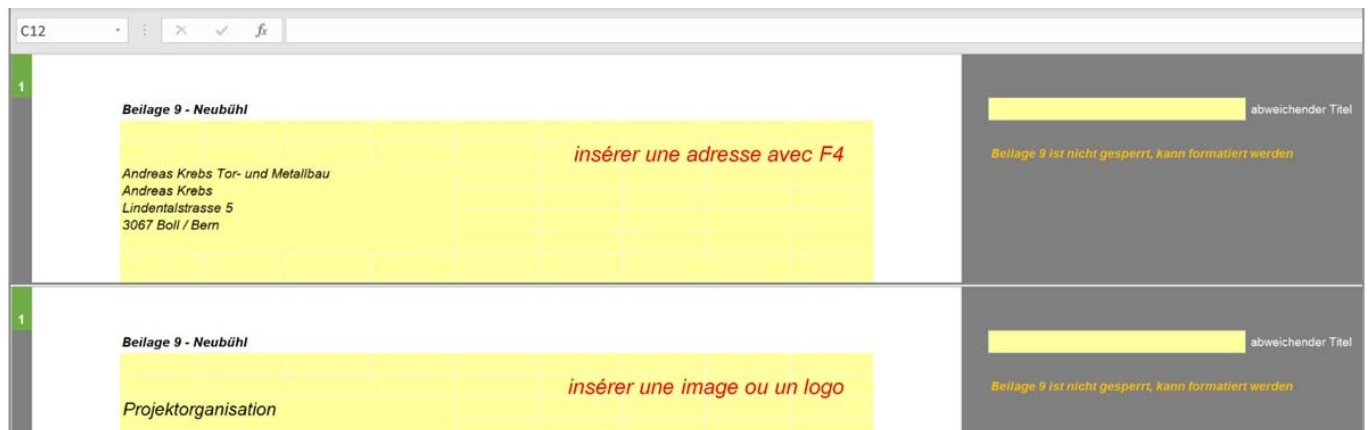 C12
fx
1
Beilage 9 - Neubühl
abweichender Titel
insérer une adresse avec F4
Beilage 9 ist nicht gesperrt, kann formatiert werden
Andreas Krebs Tor- und Metallbau
Andreas Krebs
Lindentalstrasse 5
3067 Boll / Bern
1
Beilage 9 - Neubühl
abweichender Titel
insérer une image ou un logo
Beilage 9 ist nicht gesperrt, kann formatiert werden
Projektorganisation